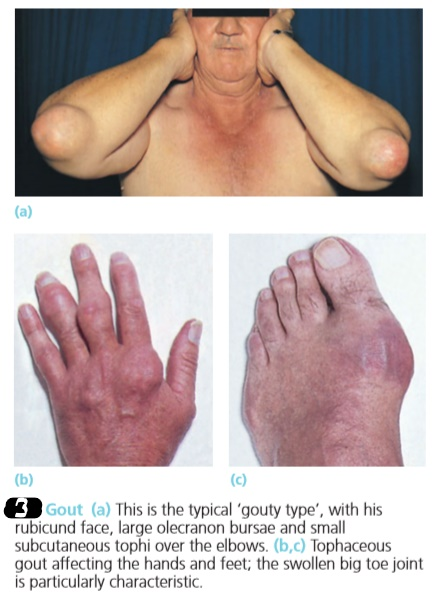 (a)
(b)
(c)
3 Gout (a) This is the typical ‘gouty type’, with his
rubicund face, large olecranon bursae and small
subcutaneous tophi over the elbows. (b,c) Tophaceous
gout affecting the hands and feet; the swollen big toe joint
is particularly characteristic.